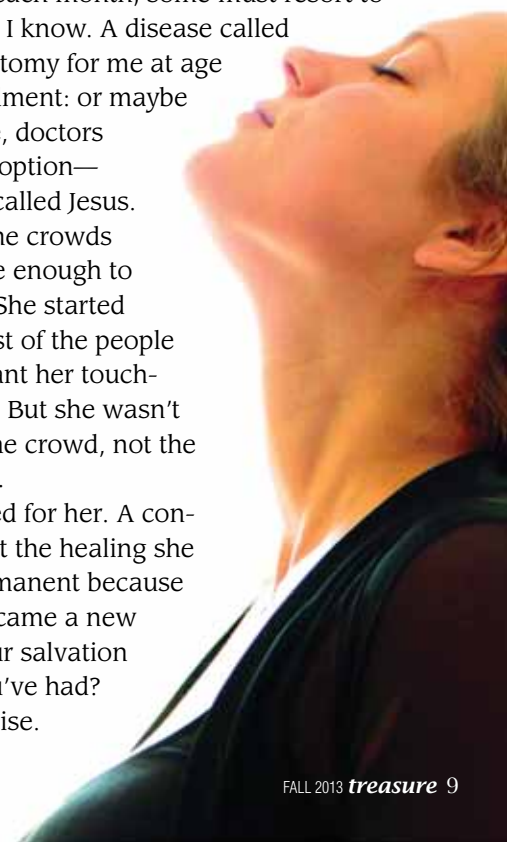 each month, some must resort to
I know. A disease called
tomy for me at age
ment: or maybe
, doctors
option—
called Jesus.
he crowds
e enough to
She started
st of the people
ant her touch-
But she wasn't
he crowd, not the
.
ed for her. A con-
t the healing she
manent because
came a new
ur salvation
u've had?
ise.
FALL 2013 treasure 9